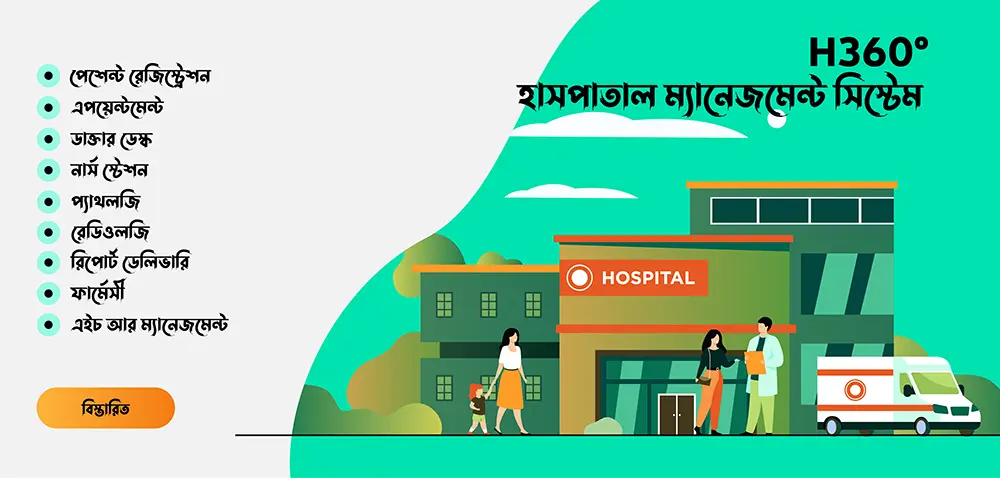 H360°
হাসপাতাল ম্যানেজমেন্ট সিস্টেম
পেশেন্ট রেজিস্ট্রেশন
এপয়েন্টমেন্ট
ডাক্তার ডেস্ক
নার্স স্টেশন
প্যাথলজি
রেডিওলজি
রিপোর্ট ডেলিভারি
ফার্মেসী
এইচ আর ম্যানেজমেন্ট
বিস্তারিত
HOSPITAL